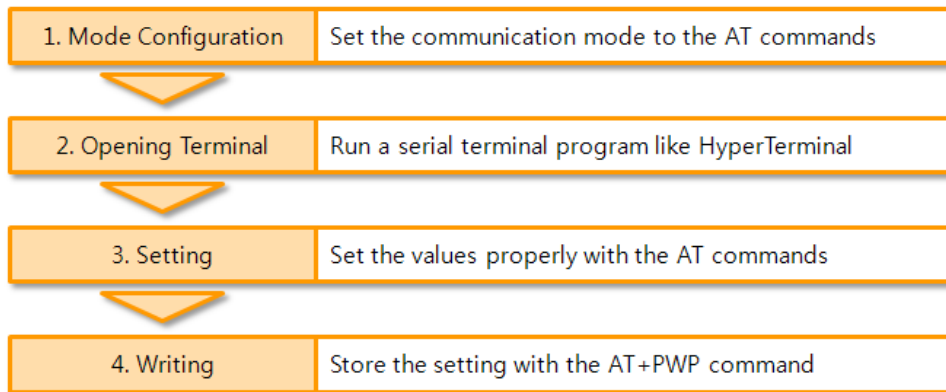 1. Mode Configuration Set the communication mode to the AT commands
2. Opening Terminal Run a serial terminal program like HyperTerminal
3. Setting Set the values properly with the AT commands
4. Writing Store the setting with the AT+PWP command